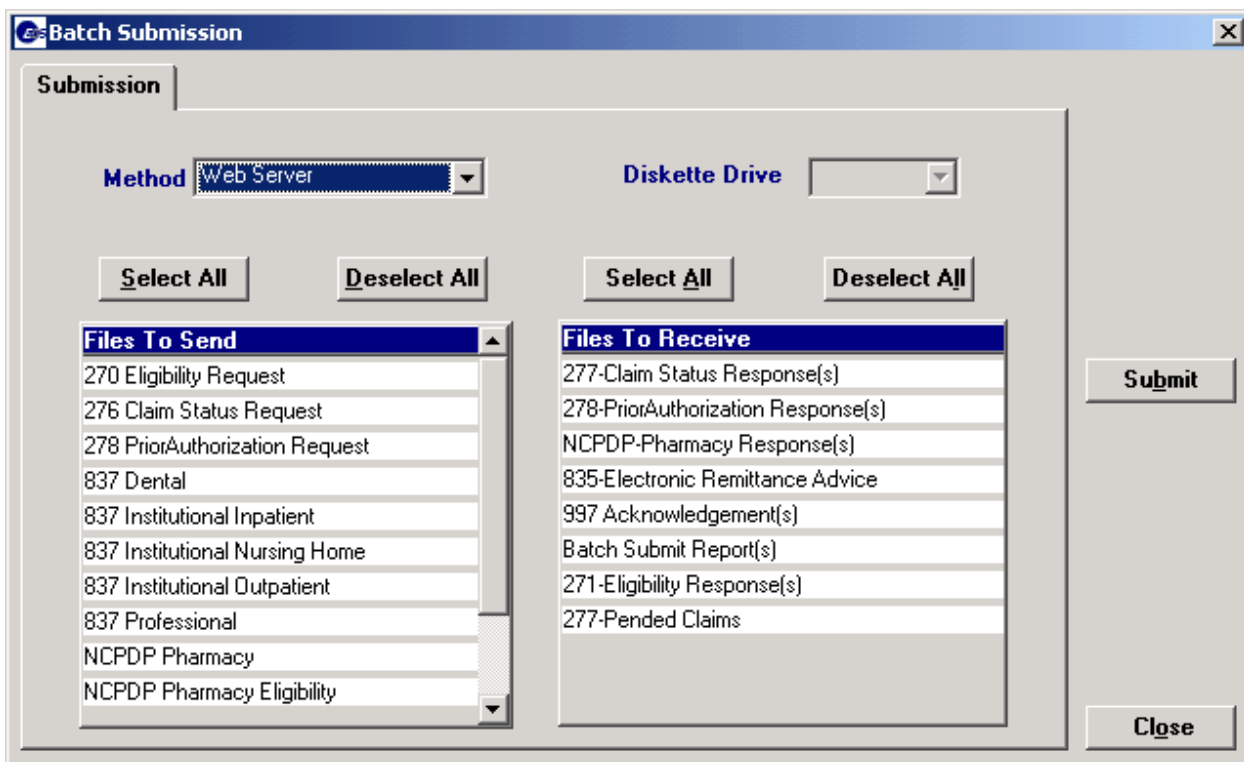 Batch Submission
Submission
Method Web Server Diskette Drive
Select All Deselect All Select All Deselect All
Files To Send
270 Eligibility Request
276 Claim Status Request
278 PriorAuthorization Request
837 Dental
837 Institutional Inpatient
837 Institutional Nursing Home
837 Institutional Outpatient
837 Professional
NCPDP Pharmacy
NCPDP Pharmacy Eligibility
Files To Receive
277-Claim Status Response(s)
278-PriorAuthorization Response(s)
NCPDP-Pharmacy Response(s)
835-Electronic Remittance Advice
997 Acknowledgement(s)
Batch Submit Report(s)
271-Eligibility Response(s)
277-Pended Claims
Submit
Close